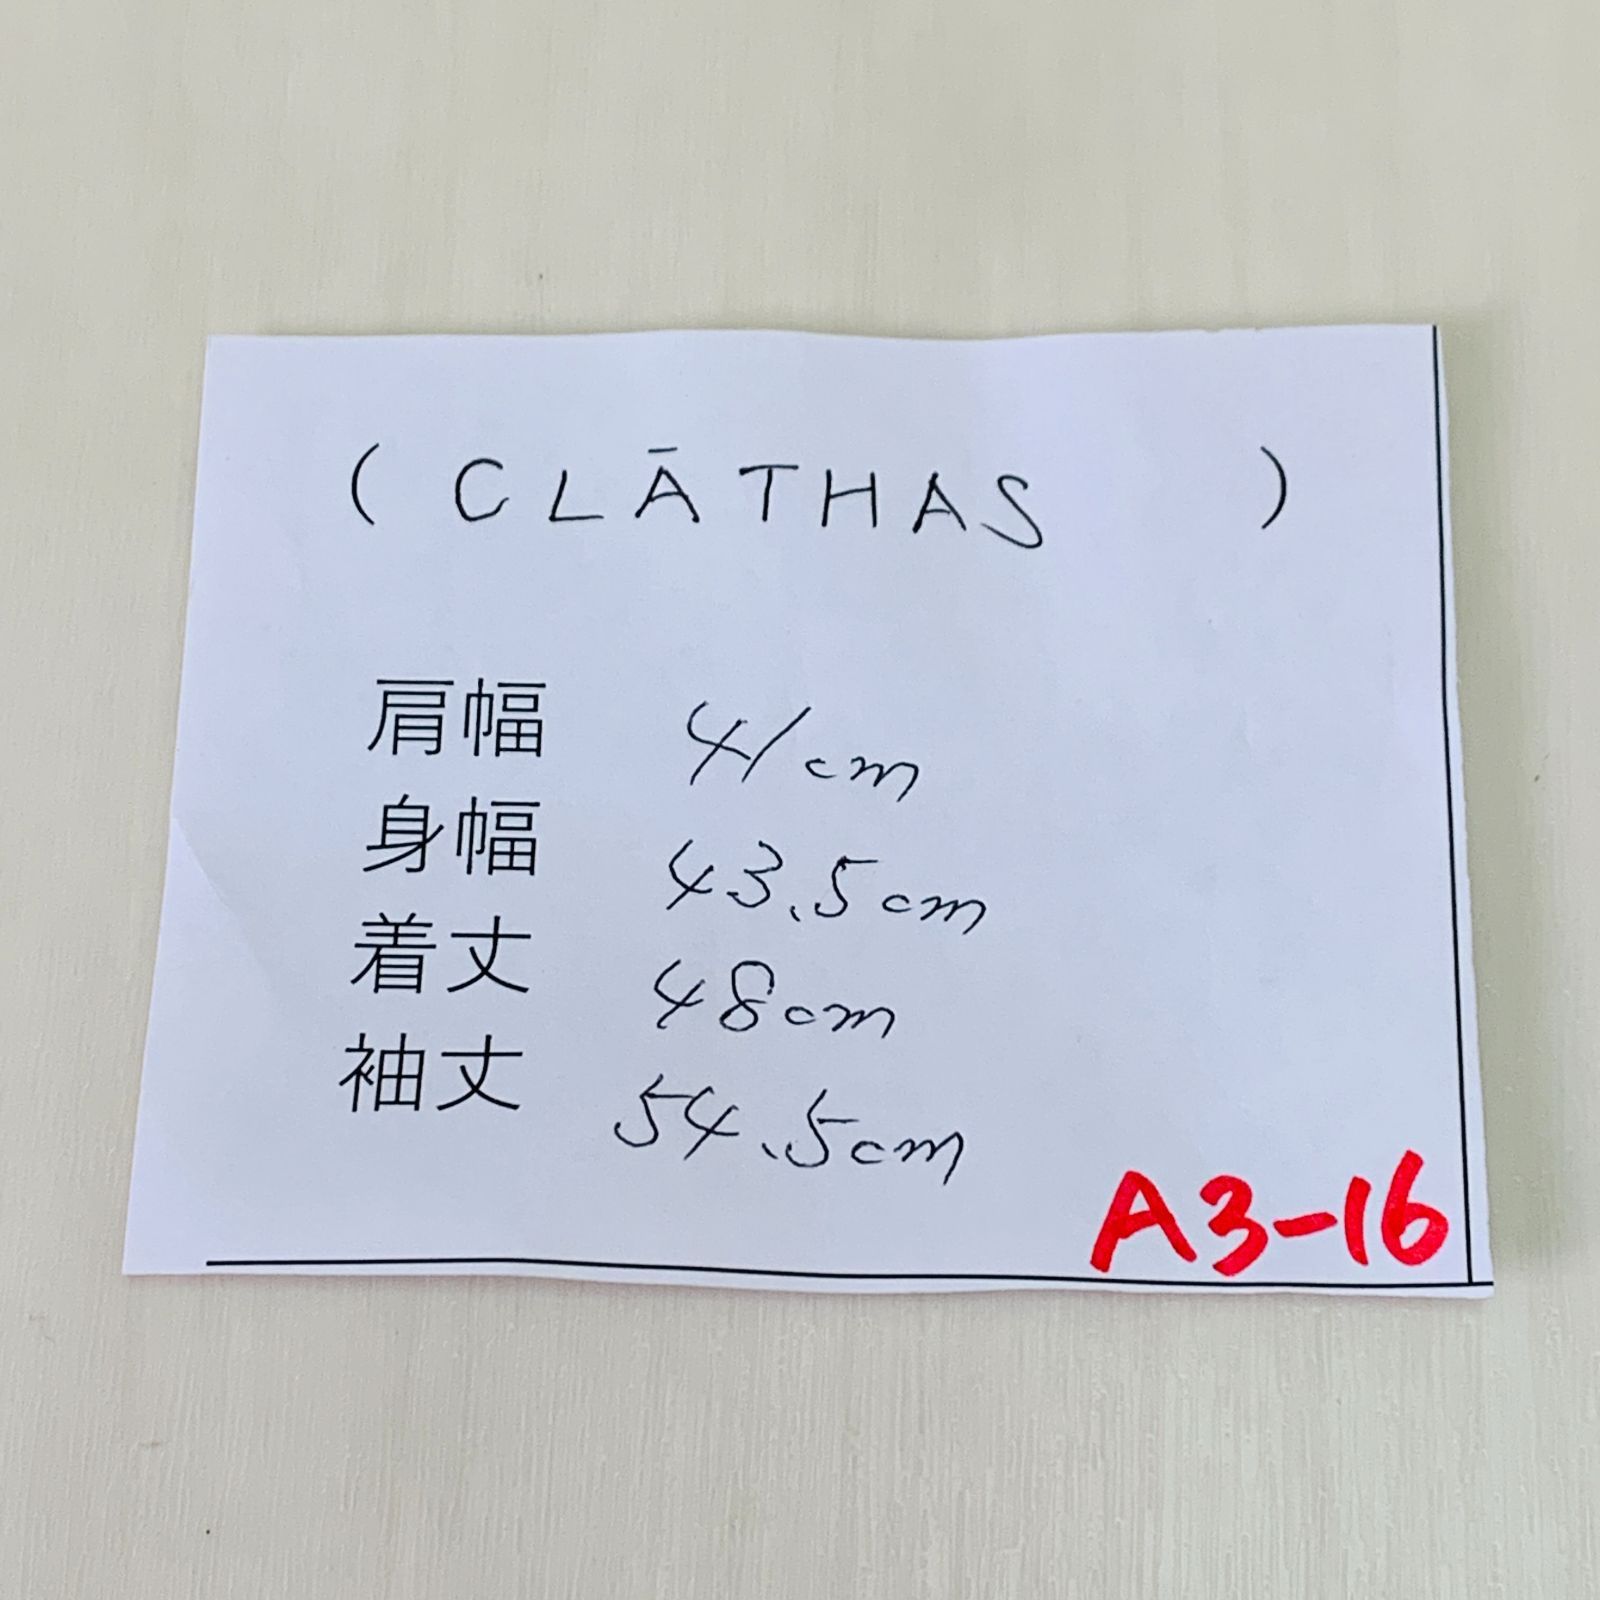 ( CLĀTHAS )
肩幅 41cm
身幅 43.5cm
着丈 48cm
袖丈 54.5cm
A3-16